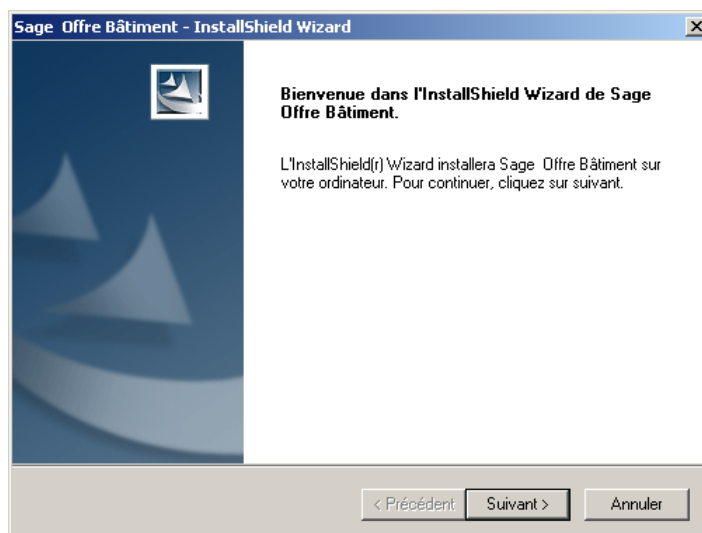 Sage  Offre Bâtiment - InstallShield Wizard
Bienvenue dans l'InstallShield Wizard de Sage
Offre Bâtiment.
L'InstallShield(r) Wizard installera Sage  Offre Bâtiment sur
votre ordinateur. Pour continuer, cliquez sur suivant.
< Précédent
Suivant >
Annuler